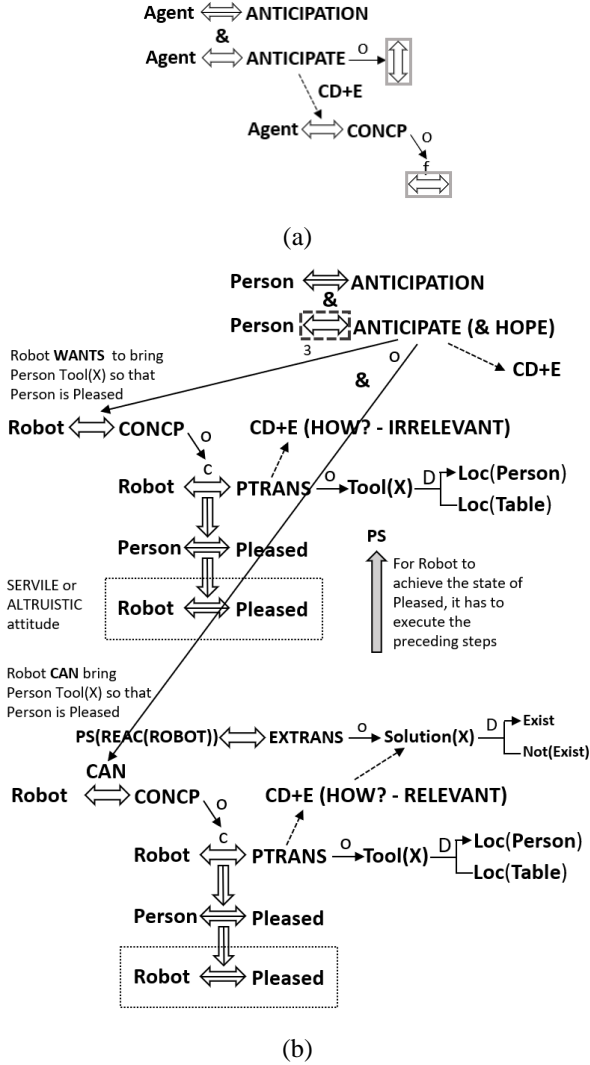 Agent ANTICIPATION
&
Agent ANTICIPATE O
CD+E
Agent CONCP O
f
(a)
Person ANTICIPATION
&
Person ANTICIPATE (& HOPE)
3
O
CD+E
&
Robot WANTS to bring
Person Tool(X) so that
Person is Pleased
Robot CONCP O
CD+E (HOW? - IRRELEVANT)
c
Robot PTRANS O Tool(X) D Loc(Person)
Loc(Table)
Person Pleased
SERVILE or
ALTRUISTIC
attitude
Robot Pleased
PS
For Robot to
achieve the state of
Pleased, it has to
execute the
preceding steps
Robot CAN bring
Person Tool(X) so that
Person is Pleased
PS(REAC(ROBOT)) EXTRANS O Solution(X) D Exist
Not(Exist)
CAN
Robot CONCP O
CD+E (HOW? - RELEVANT)
c
Robot PTRANS O Tool(X) D Loc(Person)
Loc(Table)
Person Pleased
Robot Pleased
(b)